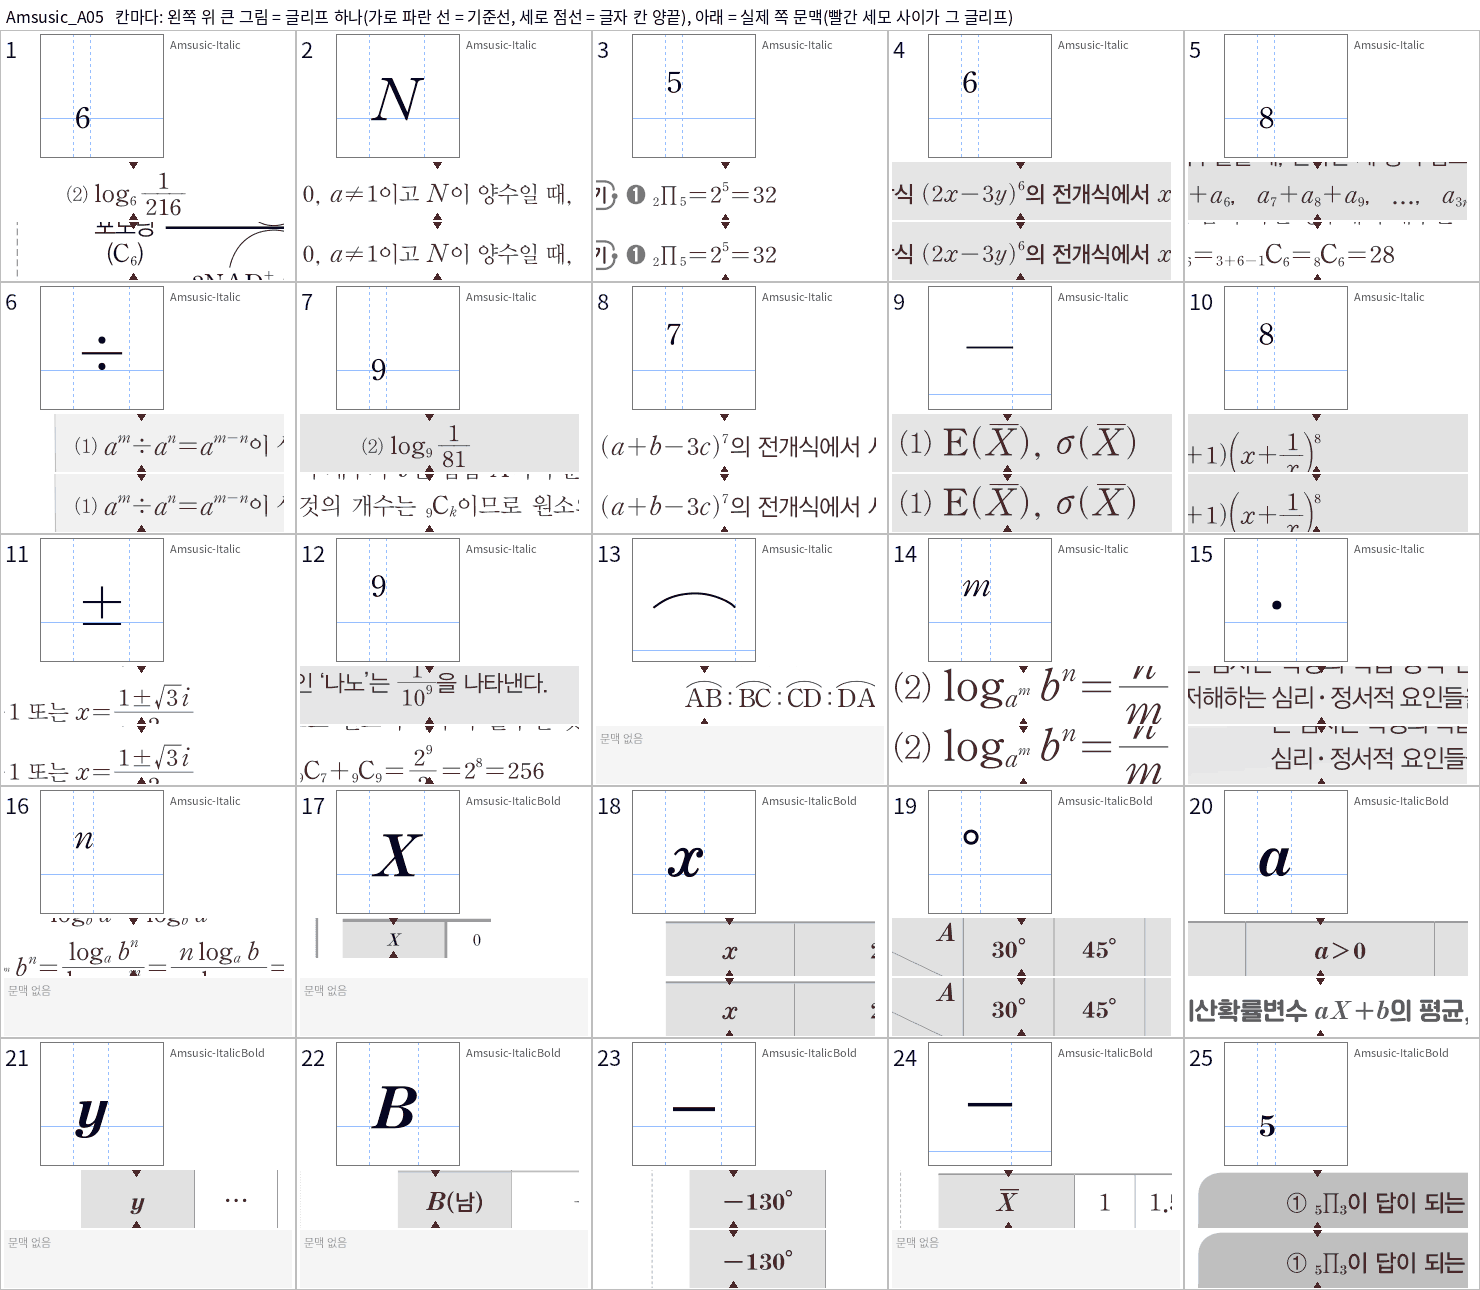 Amsusic_A05 칸마다: 왼쪽 위 큰 그림 = 글리프 하나(가로 파란 선 = 기준선, 세로 점선 = 글자 칸 양끝), 아래 = 실제 쪽 문맥(빨간 세모 사이가 그 글리프)
1 Amsusic-Italic
6
(2) log₆ 1/216
(C₆)
2 Amsusic-Italic
N
0, a≠1이고 N이 양수일 때,
0, a≠1이고 N이 양수일 때,
3 Amsusic-Italic
5
기 ❶ ₂∏₅=2⁵=32
기 ❶ ₂∏₅=2⁵=32
4 Amsusic-Italic
6
식 (2x−3y)⁶의 전개식에서 x
식 (2x−3y)⁶의 전개식에서 x
5 Amsusic-Italic
8
+a₆, a₇+a₈+a₉, …, a₃ₙ
=₃₊₆₋₁C₆=₈C₆=28
6 Amsusic-Italic
÷
(1) aᵐ÷aⁿ=aᵐ⁻ⁿ이
(1) aᵐ÷aⁿ=aᵐ⁻ⁿ이
7 Amsusic-Italic
9
(2) log₉ 1/81
것의 개수는 ₉Cₖ이므로 원소
8 Amsusic-Italic
7
(a+b−3c)⁷의 전개식에서
(a+b−3c)⁷의 전개식에서
9 Amsusic-Italic
—
(1) E(X̅), σ(X̅)
(1) E(X̅), σ(X̅)
10 Amsusic-Italic
8
+1)(x+1/x)⁸
+1)(x+1/x)⁸
11 Amsusic-Italic
±
1 또는 x=1±√3i/2
1 또는 x=1±√3i/2
12 Amsusic-Italic
9
인 ‘나노’는 1/10⁹을 나타낸다.
₉C₇+₉C₉=2⁹/2=2⁸=256
13 Amsusic-Italic
⌒
AB:BC:CD:DA
문맥 없음
14 Amsusic-Italic
m
(2) log_{aᵐ} bⁿ=n/m
(2) log_{aᵐ} bⁿ=n/m
15 Amsusic-Italic
·
저해하는 심리·정서적 요인들을
심리·정서적 요인들
16 Amsusic-Italic
n
bⁿ=logₐ bⁿ = n logₐ b =
문맥 없음
17 Amsusic-ItalicBold
X
X 0
문맥 없음
18 Amsusic-ItalicBold
x
x
x
19 Amsusic-ItalicBold
°
A 30° 45°
A 30° 45°
20 Amsusic-ItalicBold
a
a>0
산확률변수 aX+b의 평균,
21 Amsusic-ItalicBold
y
y …
문맥 없음
22 Amsusic-ItalicBold
B
B(남)
문맥 없음
23 Amsusic-ItalicBold
−
−130°
−130°
24 Amsusic-ItalicBold
—
X̅ 1 1.5
문맥 없음
25 Amsusic-ItalicBold
5
① ₅∏₃이 답이 되는
① ₅∏₃이 답이 되는